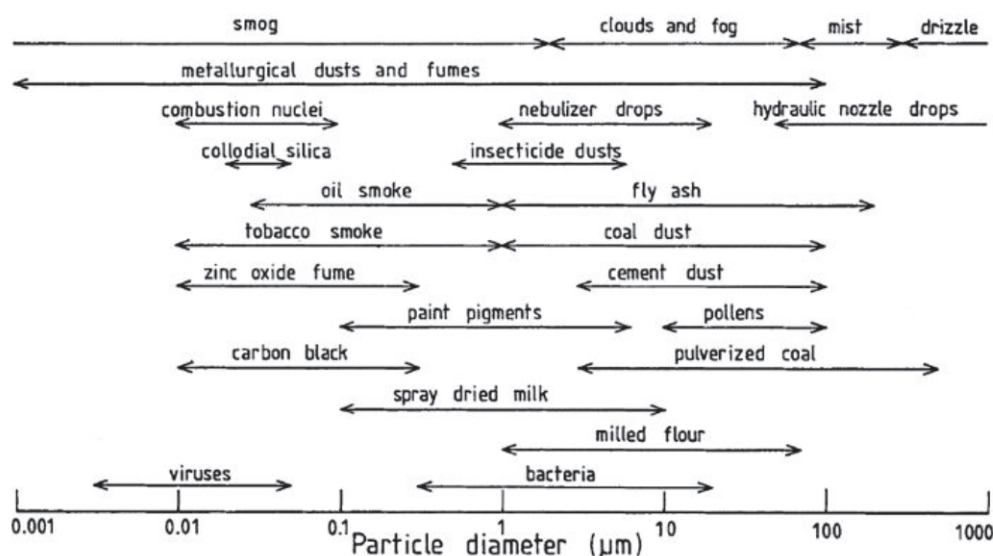 smog clouds and fog mist drizzle
metallurgical dusts and fumes
combustion nuclei nebulizer drops hydraulic nozzle drops
collodial silica insecticide dusts
oil smoke fly ash
tobacco smoke coal dust
zinc oxide fume cement dust
paint pigments pollens
carbon black pulverized coal
spray dried milk
milled flour
viruses bacteria
0.001 0.01 0.1 1 10 100 1000
Particle diameter (μm)